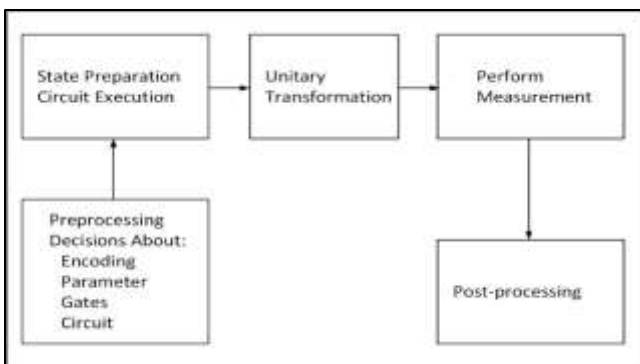 State Preparation
Circuit Execution
Unitary
Transformation
Perform
Measurement
Preprocessing
Decisions About:
Encoding
Parameter
Gates
Circuit
Post-processing